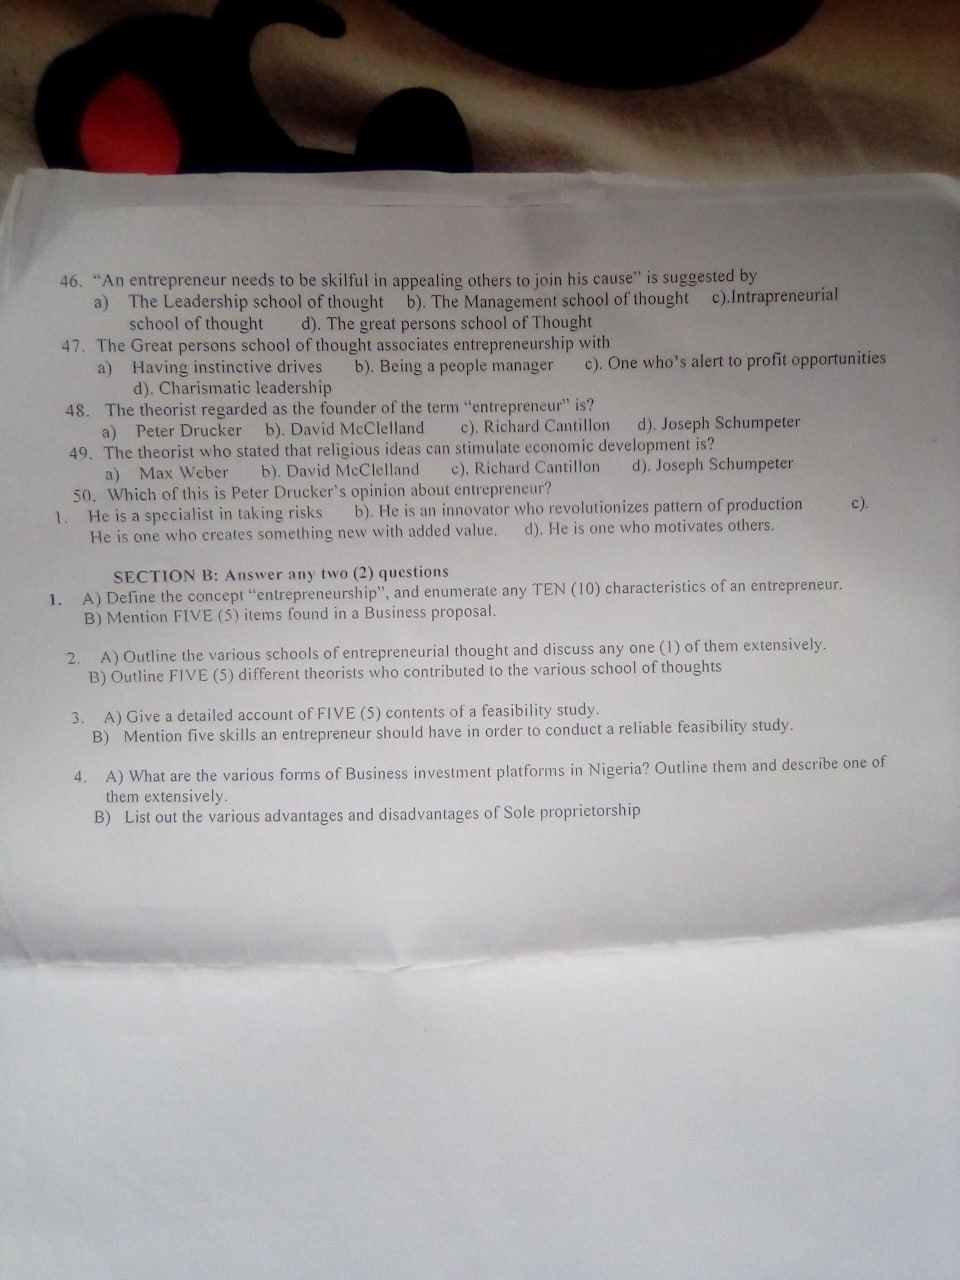 46. "An entrepreneur needs to be skilful in appealing others to join his cause" is suggested by
a) The Leadership school of thought b). The Management school of thought c).Intrapreneurial
school of thought d). The great persons school of Thought
47. The Great persons school of thought associates entrepreneurship with
a) Having instinctive drives b). Being a people manager c). One who's alert to profit opportunities
d). Charismatic leadership
48. The theorist regarded as the founder of the term "entrepreneur" is?
a) Peter Drucker b). David McClelland c). Richard Cantillon d). Joseph Schumpeter
49. The theorist who stated that religious ideas can stimulate economic development is?
a) Max Weber b). David McClelland c). Richard Cantillon d). Joseph Schumpeter
50. Which of this is Peter Drucker's opinion about entrepreneur?
1. He is a specialist in taking risks b). He is an innovator who revolutionizes pattern of production c).
He is one who creates something new with added value. d). He is one who motivates others.
SECTION B: Answer any two (2) questions
1. A) Define the concept "entrepreneurship", and enumerate any TEN (10) characteristics of an entrepreneur.
B) Mention FIVE (5) items found in a Business proposal.
2. A) Outline the various schools of entrepreneurial thought and discuss any one (1) of them extensively.
B) Outline FIVE (5) different theorists who contributed to the various school of thoughts
3. A) Give a detailed account of FIVE (5) contents of a feasibility study.
B) Mention five skills an entrepreneur should have in order to conduct a reliable feasibility study.
4. A) What are the various forms of Business investment platforms in Nigeria? Outline them and describe one of
them extensively.
B) List out the various advantages and disadvantages of Sole proprietorship